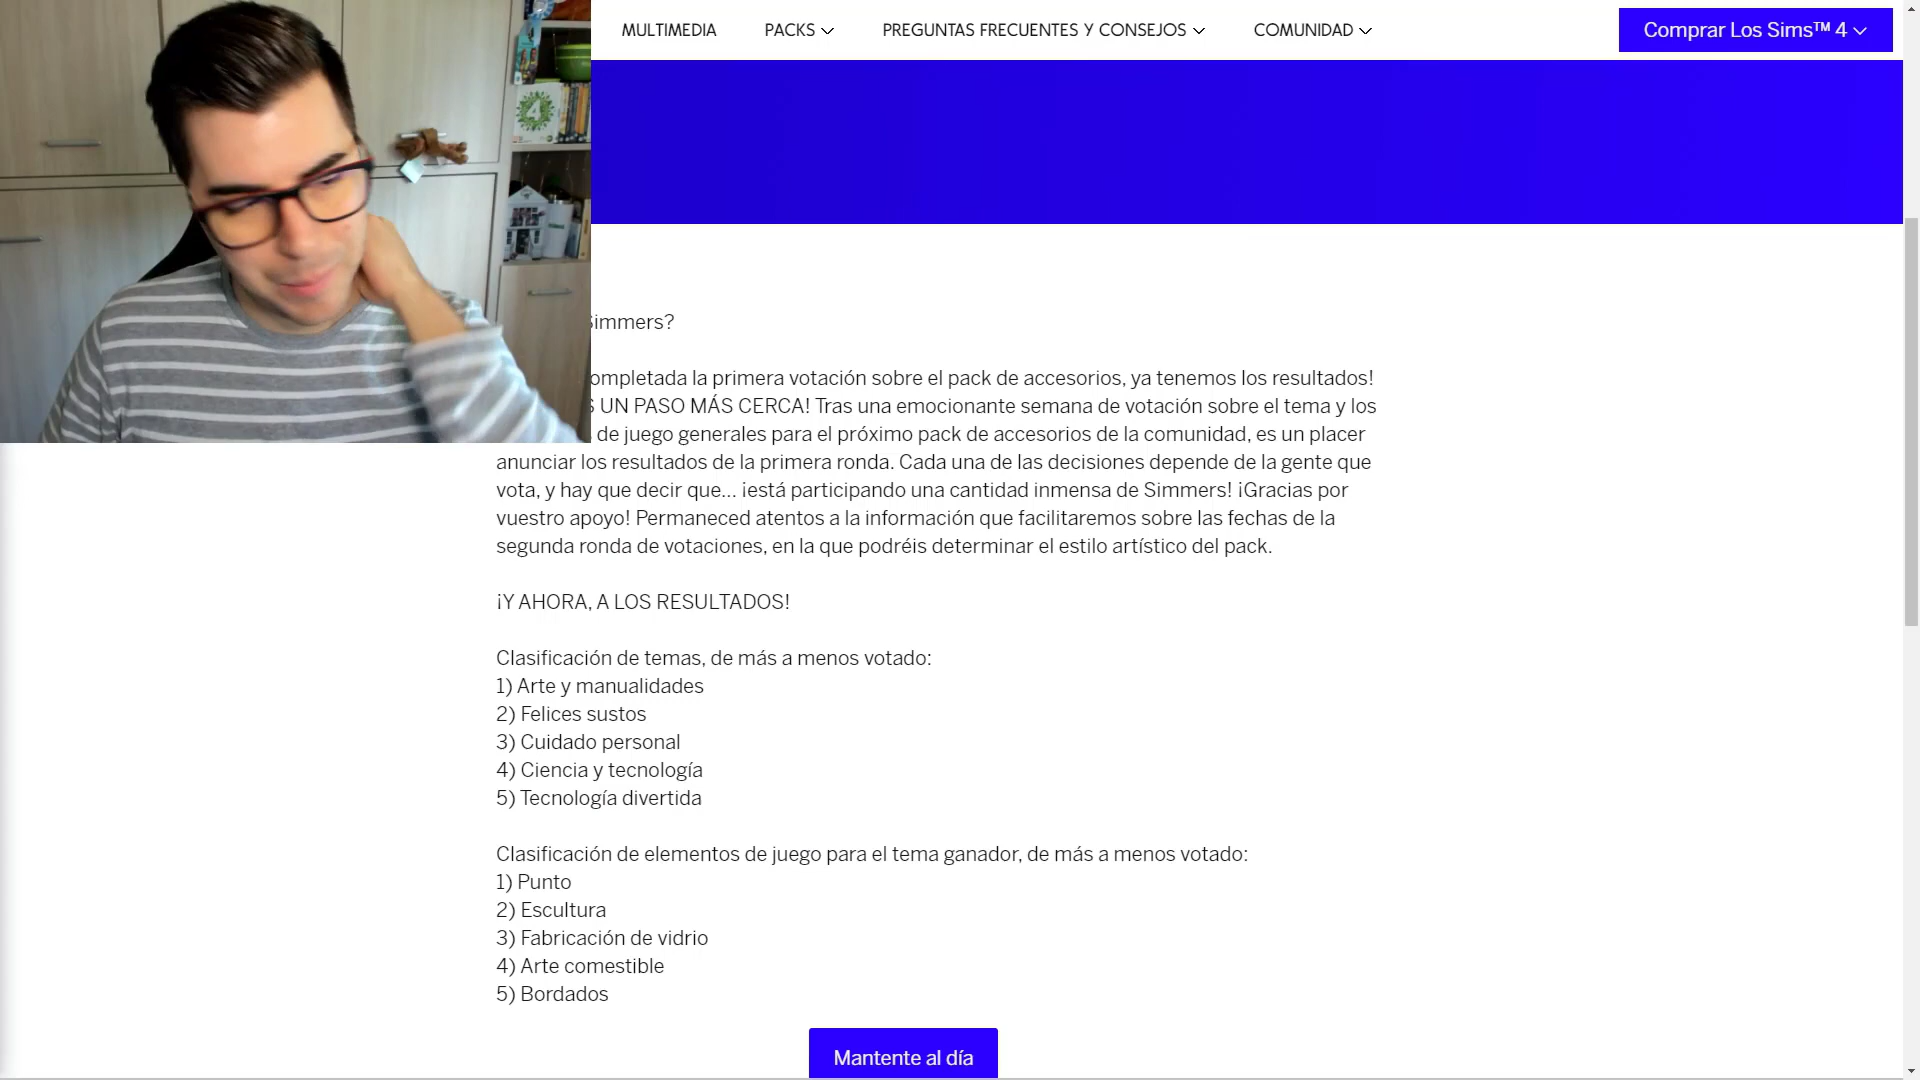 MULTIMEDIA PACKS PREGUNTAS FRECUENTES Y CONSEJOS COMUNIDAD Comprar Los Sims™ 4
4
Simmers?
ompletada la primera votación sobre el pack de accesorios, ya tenemos los resultados!
UN PASO MÁS CERCA! Tras una emocionante semana de votación sobre el tema y los
de juego generales para el próximo pack de accesorios de la comunidad, es un placer
anunciar los resultados de la primera ronda. Cada una de las decisiones depende de la gente que
vota, y hay que decir que... ¡está participando una cantidad inmensa de Simmers! ¡Gracias por
vuestro apoyo! Permaneced atentos a la información que facilitaremos sobre las fechas de la
segunda ronda de votaciones, en la que podréis determinar el estilo artístico del pack.
¡Y AHORA, A LOS RESULTADOS!
Clasificación de temas, de más a menos votado:
1) Arte y manualidades
2) Felices sustos
3) Cuidado personal
4) Ciencia y tecnología
5) Tecnología divertida
Clasificación de elementos de juego para el tema ganador, de más a menos votado:
1) Punto
2) Escultura
3) Fabricación de vidrio
4) Arte comestible
5) Bordados
Mantente al día